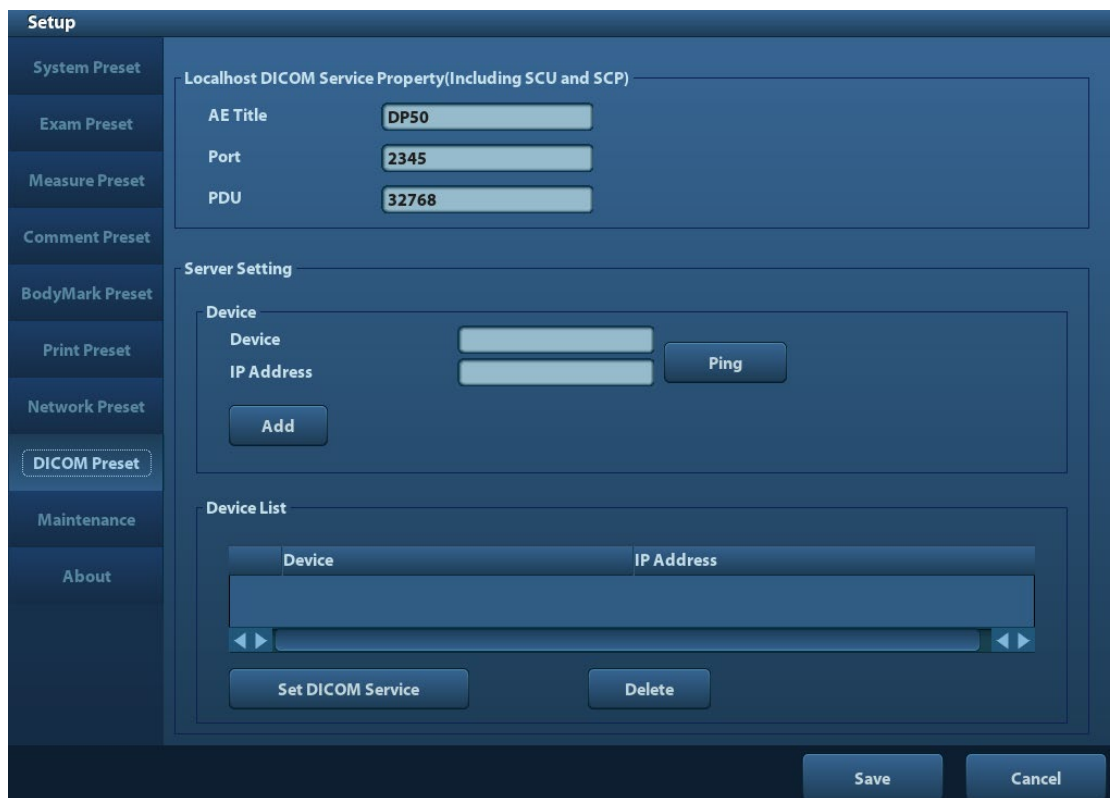 Setup
System Preset
Exam Preset
Measure Preset
Comment Preset
BodyMark Preset
Print Preset
Network Preset
DICOM Preset
Maintenance
About
Localhost DICOM Service Property(Including SCU and SCP)
AE Title DP50
Port 2345
PDU 32768
Server Setting
Device
Device
IP Address
Ping
Add
Device List
Device IP Address
Set DICOM Service Delete
Save Cancel